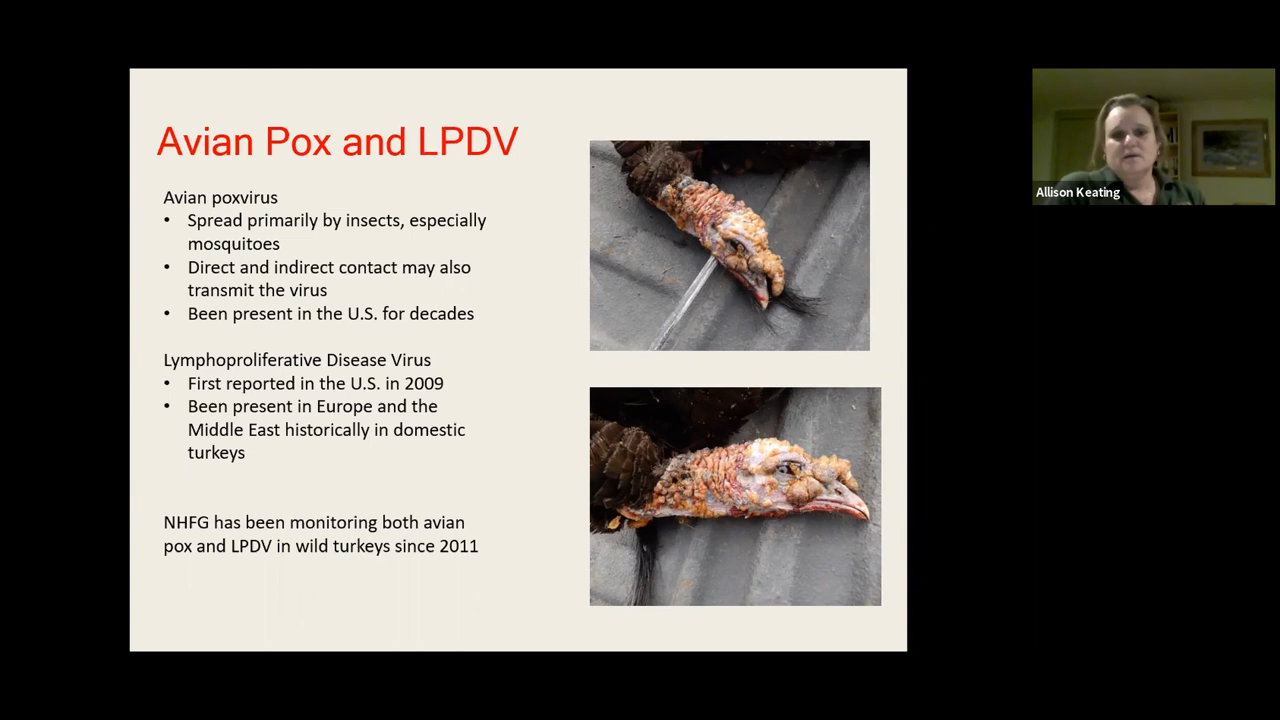 Avian Pox and LPDV
Avian poxvirus
• Spread primarily by insects, especially
mosquitoes
• Direct and indirect contact may also
transmit the virus
• Been present in the U.S. for decades
Lymphoproliferative Disease Virus
• First reported in the U.S. in 2009
• Been present in Europe and the
Middle East historically in domestic
turkeys
NHFG has been monitoring both avian
pox and LPDV in wild turkeys since 2011
Allison Keating